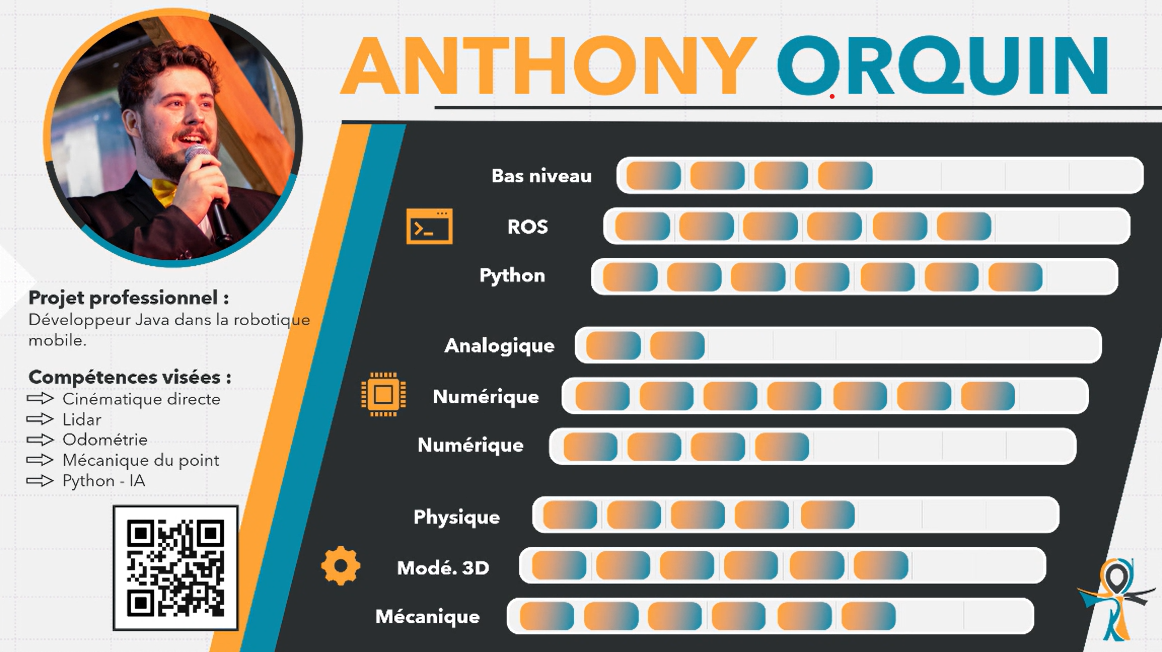 ANTHONY ORQUIN
Projet professionnel :
Développeur Java dans la robotique
mobile.
Compétences visées :
Cinématique directe
Lidar
Odométrie
Mécanique du point
Python - IA
Bas niveau
ROS
Python
Analogique
Numérique
Numérique
Physique
Modé. 3D
Mécanique